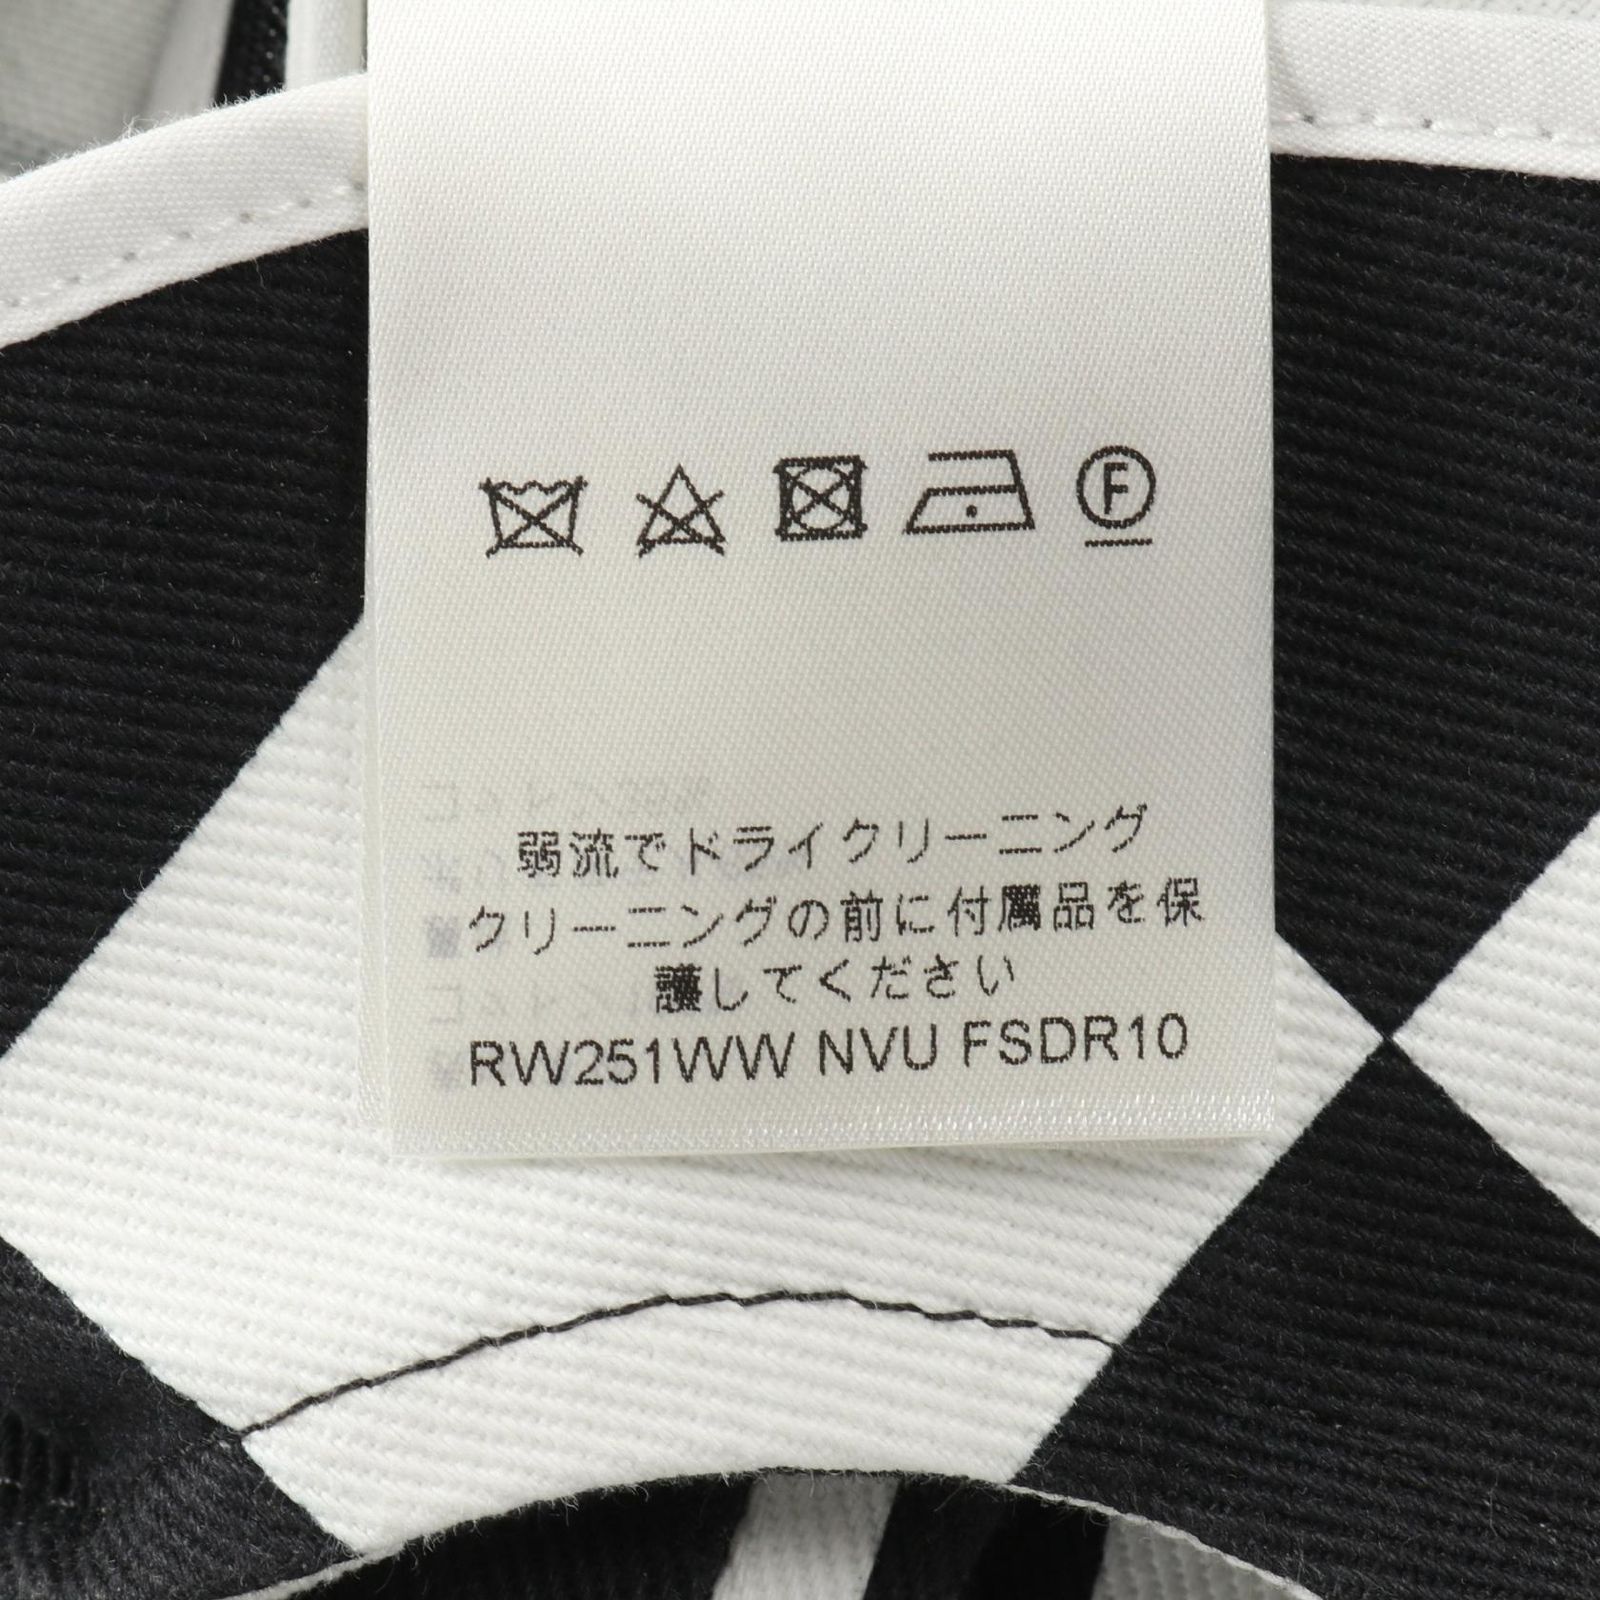 F
弱流でドライクリーニング
クリーニングの前に付属品を保
護してください
RW251WW NVU FSDR10